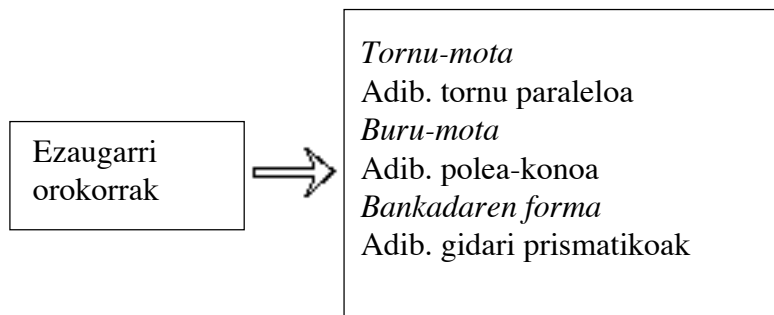 Ezaugarri
orokorrak
Tornu-mota
Adib. tornu paraleloa
Buru-mota
Adib. polea-konoa
Bankadaren forma
Adib. gidari prismatikoak